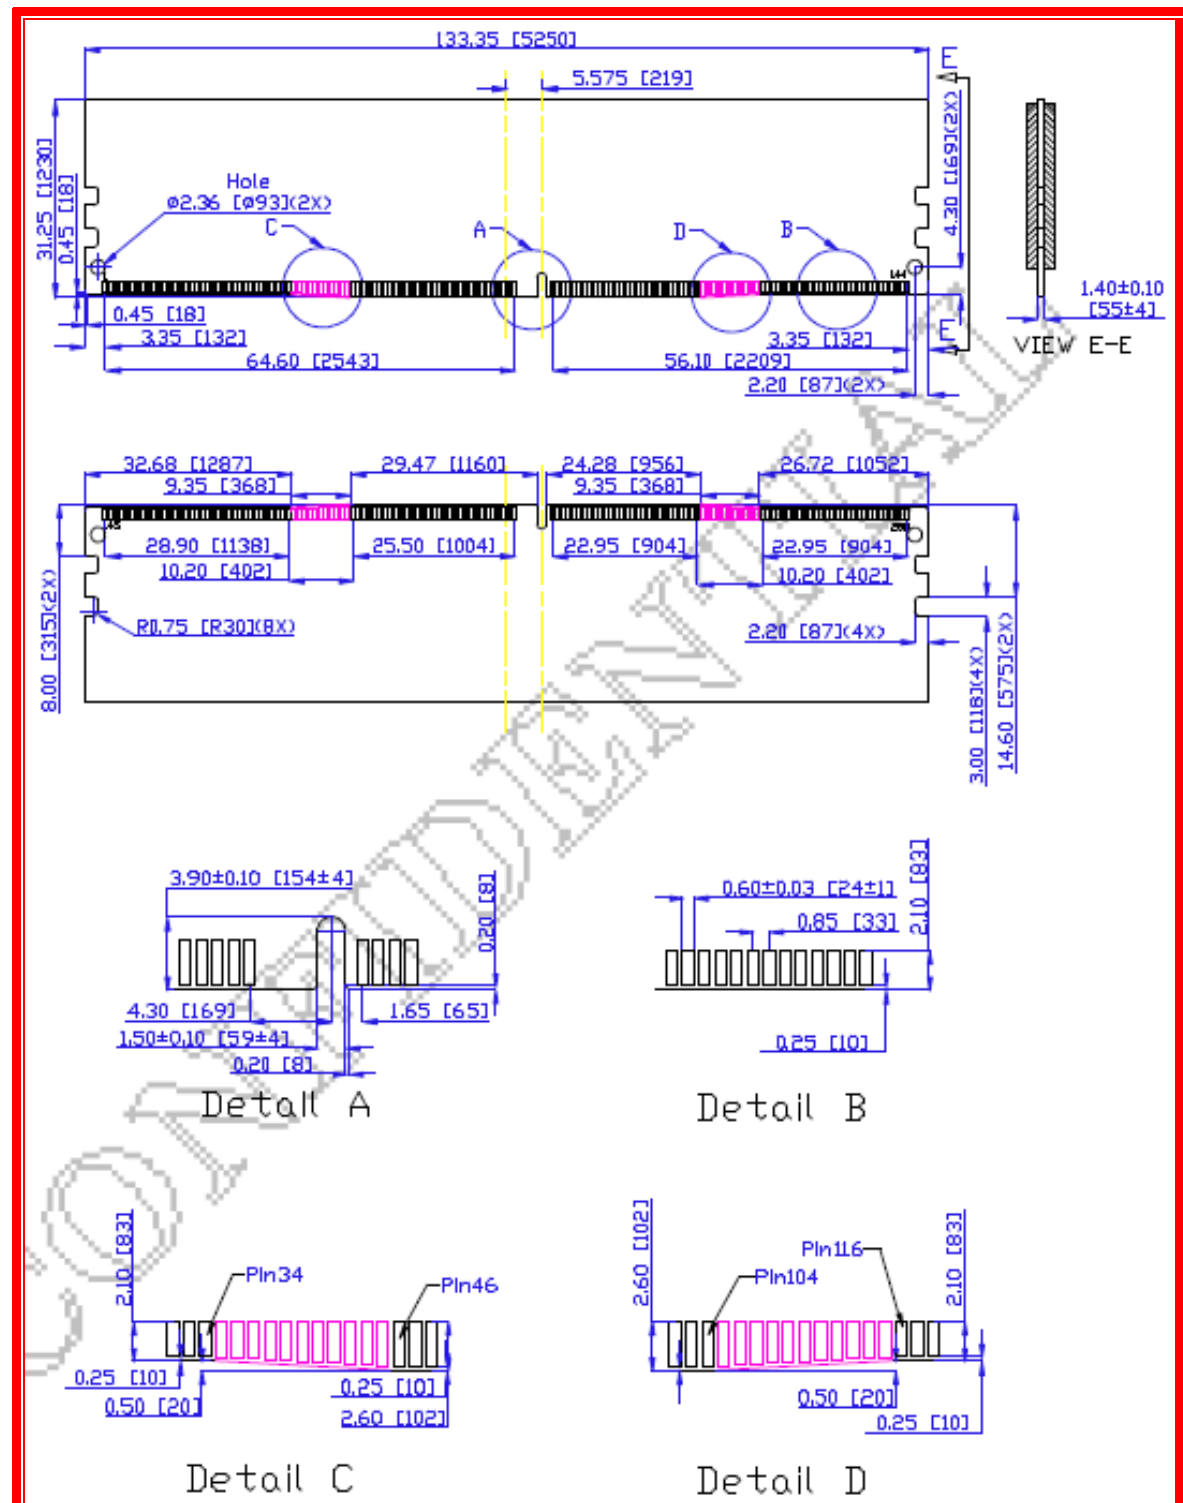 133.35 [5250]
5.575 [219]
E
31.25 [1230]
0.45 [18]
Hole
ø2.36 [ø93](2X)
C
A
D
B
4.30 [169](2X)
144
1.40±0.10
[55±4]
0.45 [18]
3.35 [132]
3.35 [132]
E
VIEW E-E
64.60 [2543]
56.10 [2209]
2.20 [87](2X)
32.68 [1287]
29.47 [1160]
24.28 [956]
26.72 [1052]
9.35 [368]
9.35 [368]
28.90 [1138]
25.50 [1004]
22.95 [904]
22.95 [904]
10.20 [402]
10.20 [402]
8.00 [315](2X)
R0.75 [R30](8X)
2.20 [87](4X)
3.00 [118](4X)
14.60 [575](2X)
CONFIDENTIAL
3.90±0.10 [154±4]
0.20 [8]
4.30 [169]
1.65 [65]
1.50±0.10 [59±4]
0.20 [8]
Detail A
0.60±0.03 [24±1]
0.85 [33]
2.10 [83]
0.25 [10]
Detail B
2.10 [83]
Pin34
Pin46
0.25 [10]
0.50 [20]
0.25 [10]
2.60 [102]
Detail C
2.60 [102]
Pin116
Pin104
2.10 [83]
0.50 [20]
0.25 [10]
Detail D